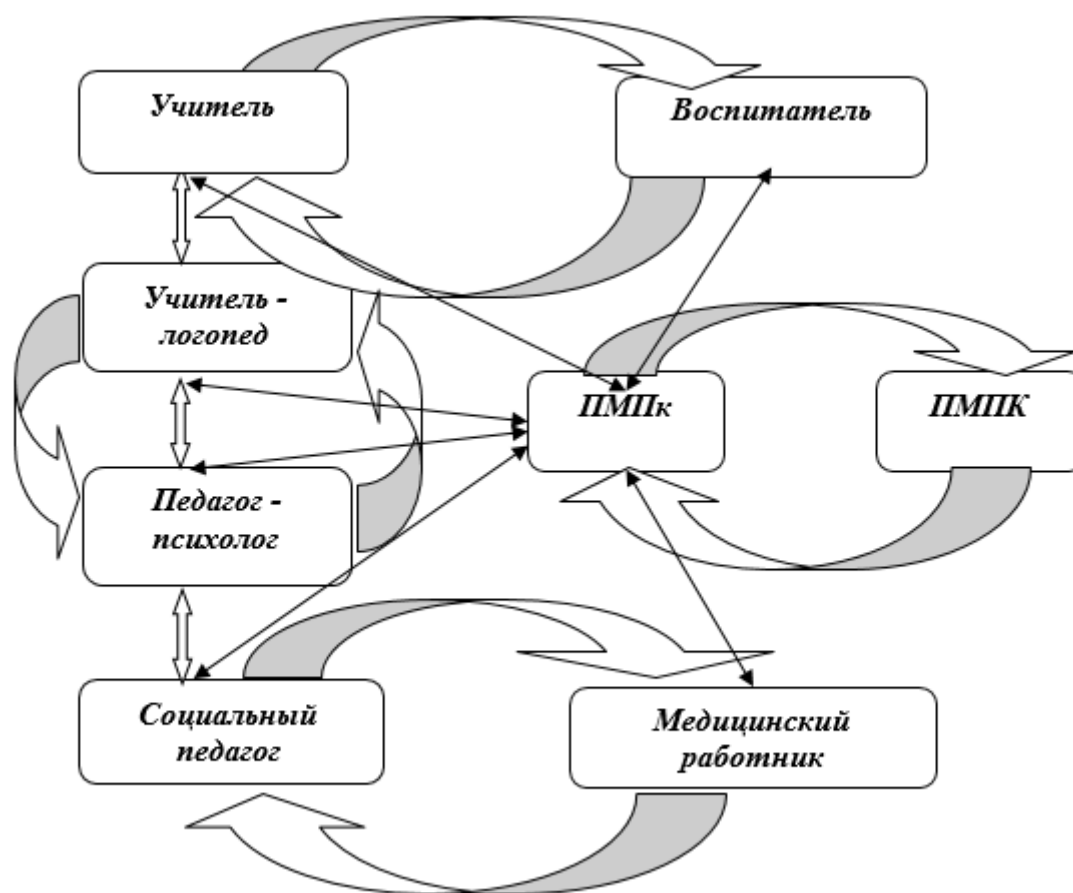 Учитель
Воспитатель
Учитель -
логопед
ПМПк
ПМПК
Педагог -
психолог
Социальный
педагог
Медицинский
работник